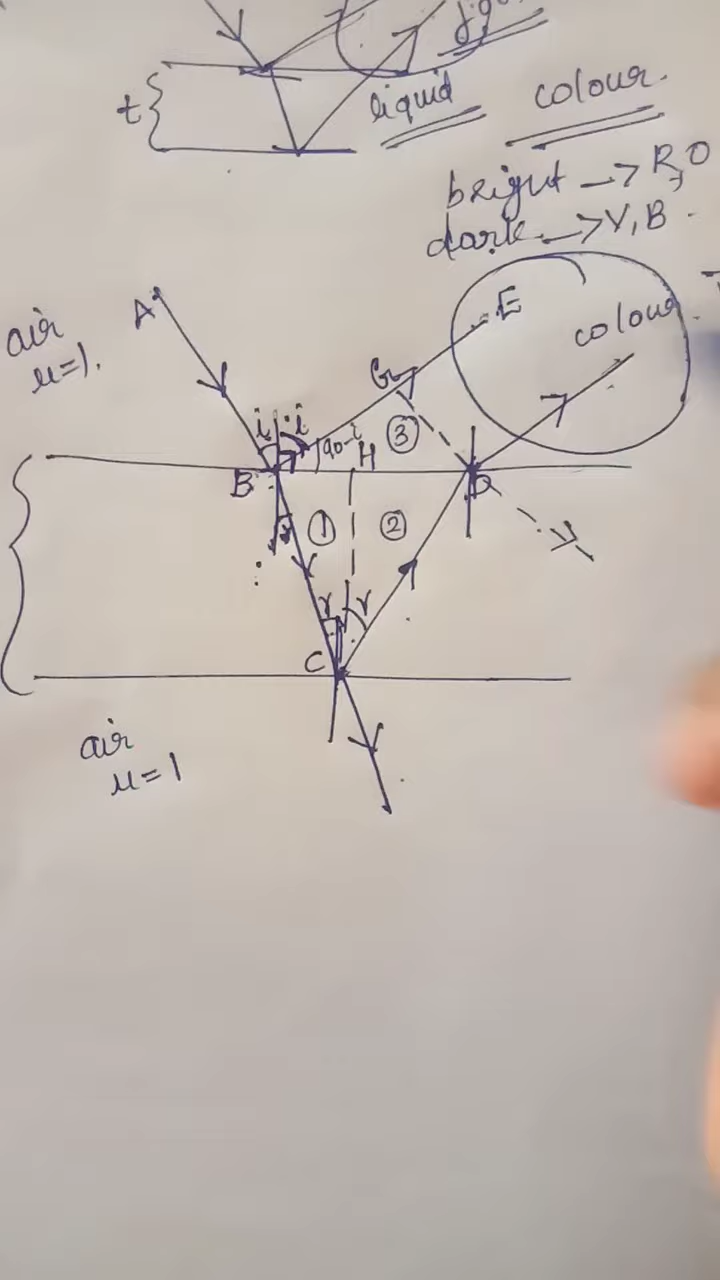 t
liquid
colour.
bright → R,O
dark → V, B
air
μ=1.
A
E
colour
G
i
i
90-i
③
B
H
D
r
①
②
r
r
C
air
μ=1